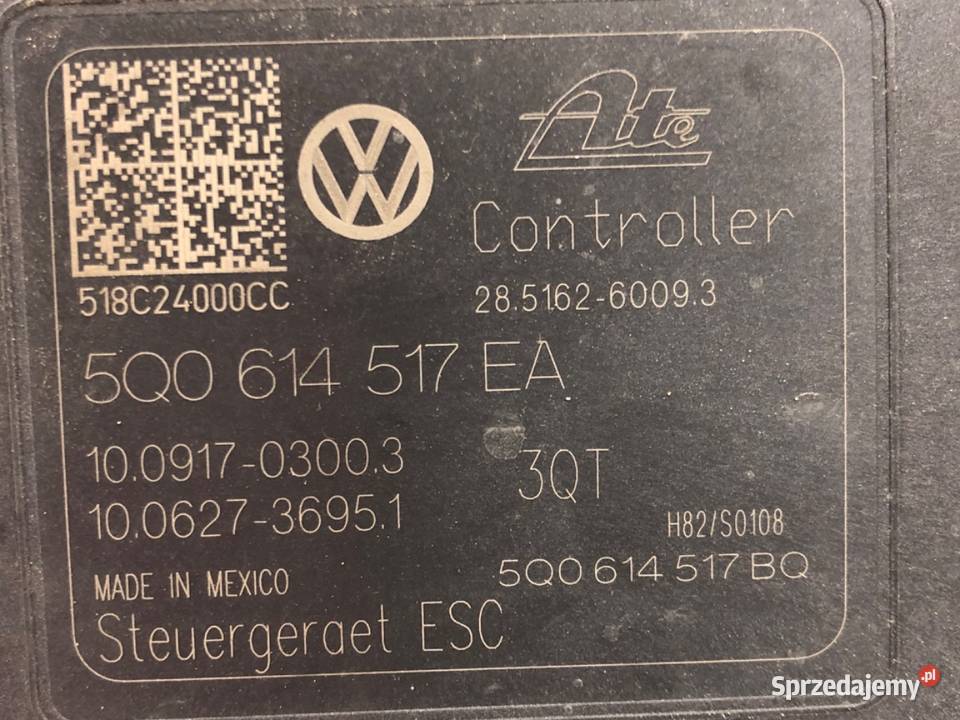 Ate
Controller
518C24000CC
28.5162-6009.3
5Q0 614 517 EA
10.0917-0300.3
3QT
10.0627-3695.1
H82/S0108
5Q0 614 517 BQ
MADE IN MEXICO
Steuergeraet ESC
Sprzedajemy.pl